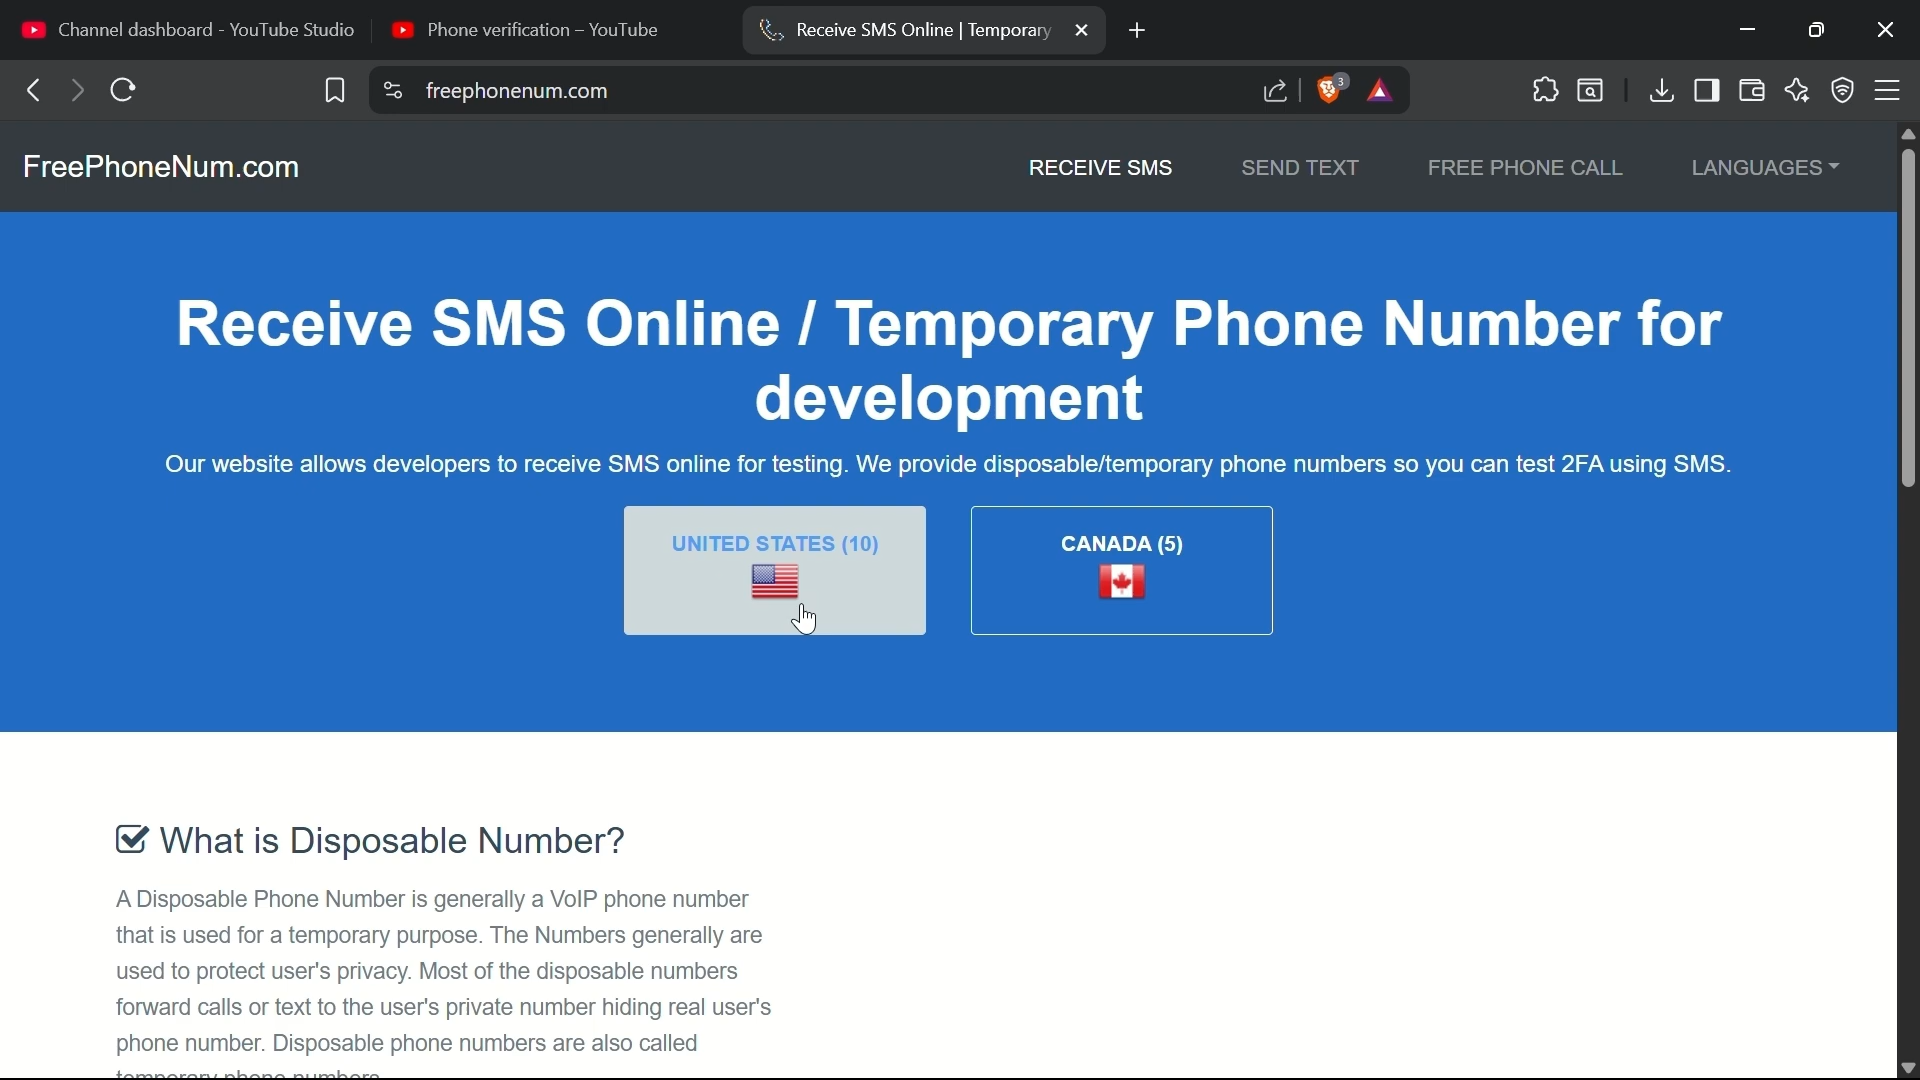 Channel dashboard - YouTube Studio
Phone verification – YouTube
Receive SMS Online | Temporary
freephonenum.com
3
FreePhoneNum.com
RECEIVE SMS
SEND TEXT
FREE PHONE CALL
LANGUAGES
Receive SMS Online / Temporary Phone Number for
development
Our website allows developers to receive SMS online for testing. We provide disposable/temporary phone numbers so you can test 2FA using SMS.
UNITED STATES (10)
CANADA (5)
What is Disposable Number?
A Disposable Phone Number is generally a VoIP phone number
that is used for a temporary purpose. The Numbers generally are
used to protect user's privacy. Most of the disposable numbers
forward calls or text to the user's private number hiding real user's
phone number. Disposable phone numbers are also called
temporary phone numbers.